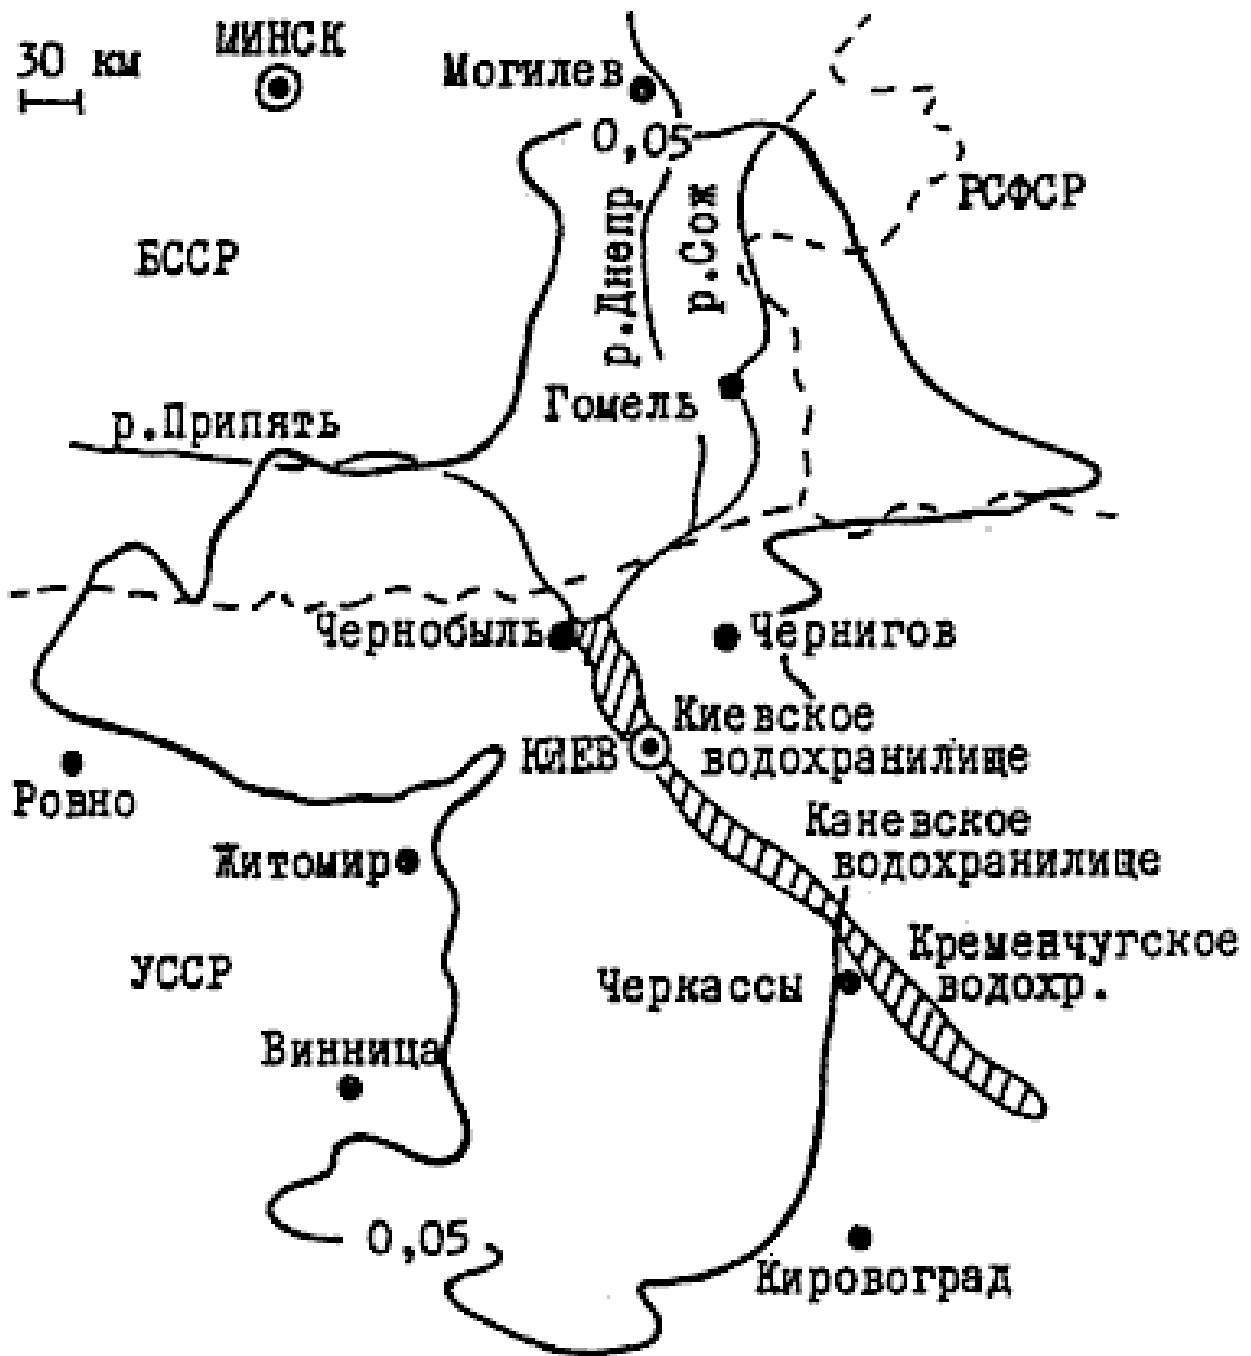 МИНСК
30 км
Могилев
0,05
РСФСР
р.Днепр
р.Сож
БССР
Гомель
р.Припять
Чернобыль
Чернигов
Киевское
водохранилище
КИЕВ
Ровно
Каневское
водохранилище
Житомир
Кременчугское
водохр.
УССР
Черкассы
Винница
0,05
Кировоград